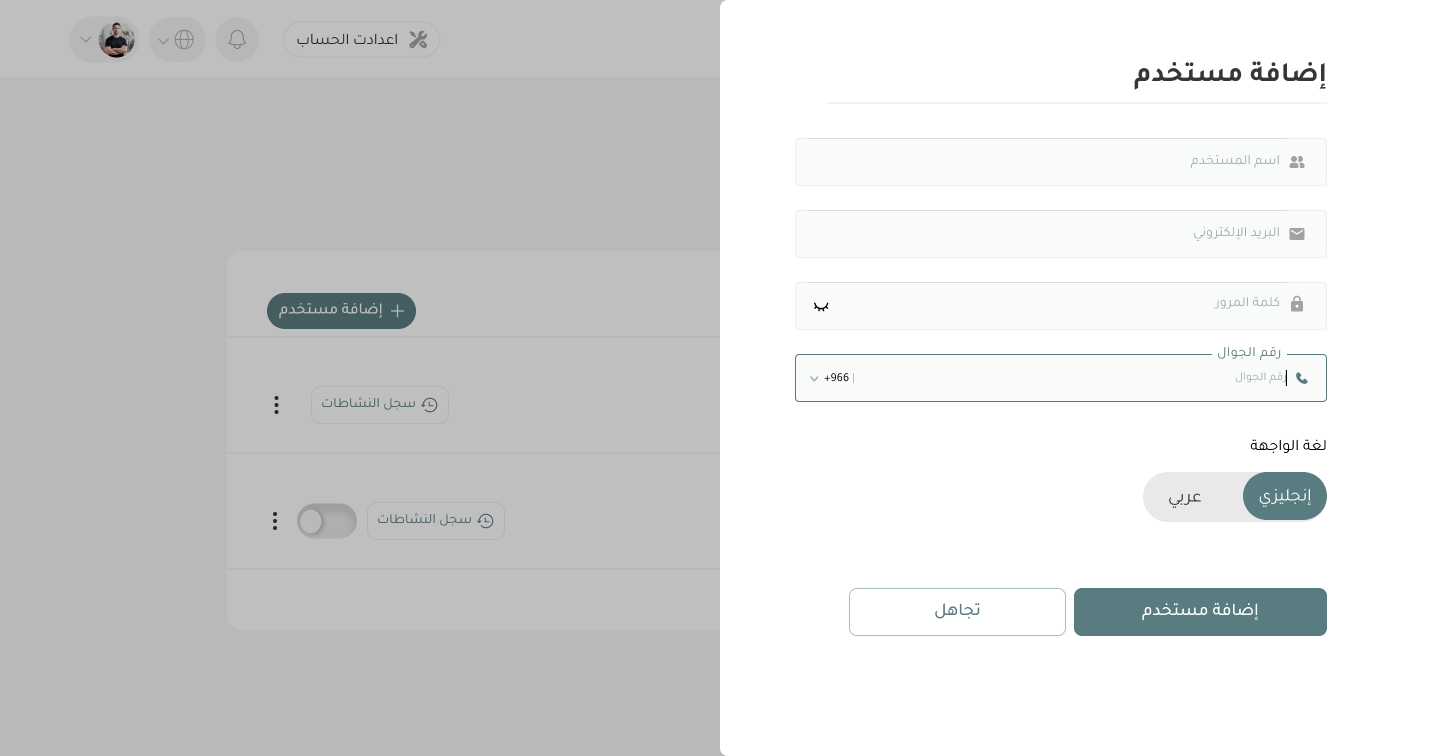 اعدادت الحساب
إضافة مستخدم
اسم المستخدم
البريد الإلكتروني
كلمة المرور
رقم الجوال
رقم الجوال
+966
لغة الواجهة
إنجليزي
عربي
إضافة مستخدم
تجاهل
إضافة مستخدم
سجل النشاطات
سجل النشاطات